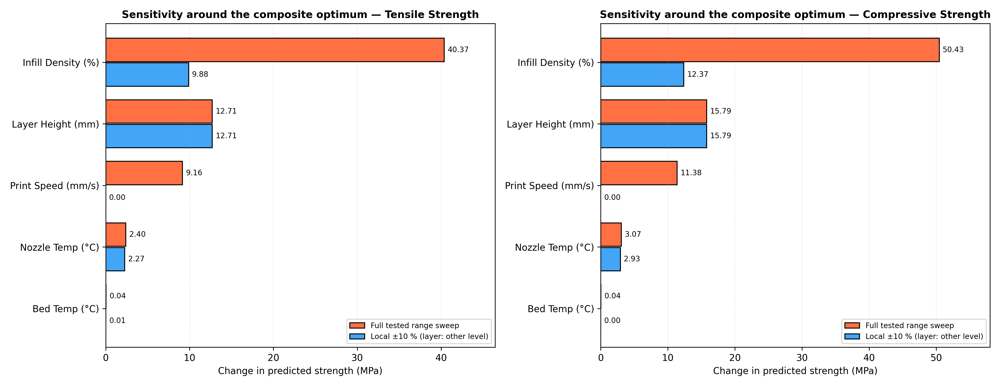 Sensitivity around the composite optimum — Tensile Strength
Infill Density (%)
40.37
9.88
Layer Height (mm)
12.71
12.71
Print Speed (mm/s)
9.16
0.00
Nozzle Temp (°C)
2.40
2.27
Bed Temp (°C)
0.04
0.01
Full tested range sweep
Local ±10 % (layer: other level)
0 10 20 30 40
Change in predicted strength (MPa)
Sensitivity around the composite optimum — Compressive Strength
Infill Density (%)
50.43
12.37
Layer Height (mm)
15.79
15.79
Print Speed (mm/s)
11.38
0.00
Nozzle Temp (°C)
3.07
2.93
Bed Temp (°C)
0.04
0.00
Full tested range sweep
Local ±10 % (layer: other level)
0 10 20 30 40 50
Change in predicted strength (MPa)